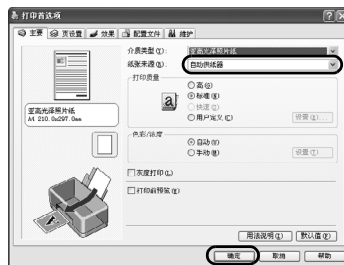 打印首选项
主要 页设置 效果 配置文件 维护
介质类型(Y): 亚高光泽照片纸
纸张来源(U): 自动供纸器
打印质量
高(G)
标准(R)
快速(Q)
用户定义(C) 设置(S)...
亚高光泽照片纸
A4 210.0x297.0mm
色彩/浓度
自动(O)
手动(M) 设置(T)...
灰度打印(L)
打印前预览(W)
用法说明(I) 默认值(F)
确定 取消 帮助